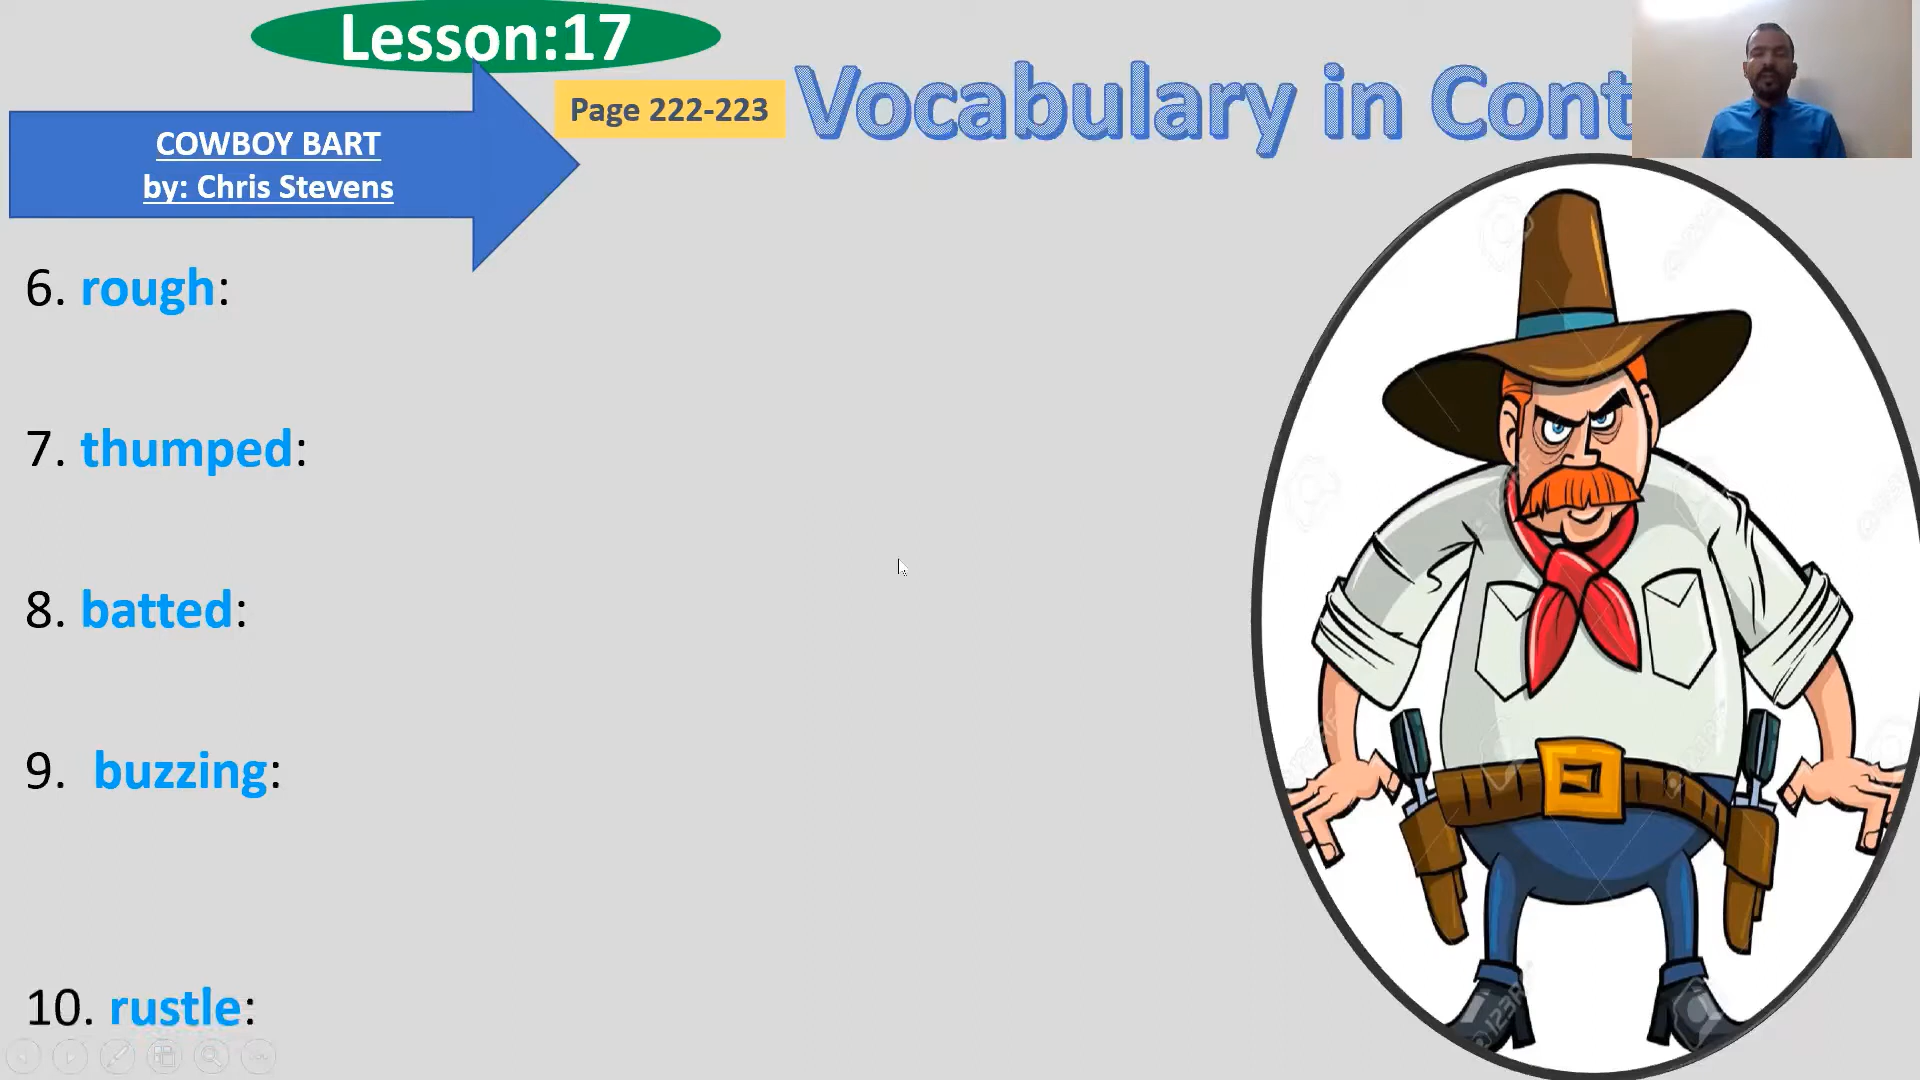 Lesson:17
Page 222-223
Vocabulary in Cont
COWBOY BART
by: Chris Stevens
6. rough:
7. thumped:
8. batted:
9. buzzing:
10. rustle: